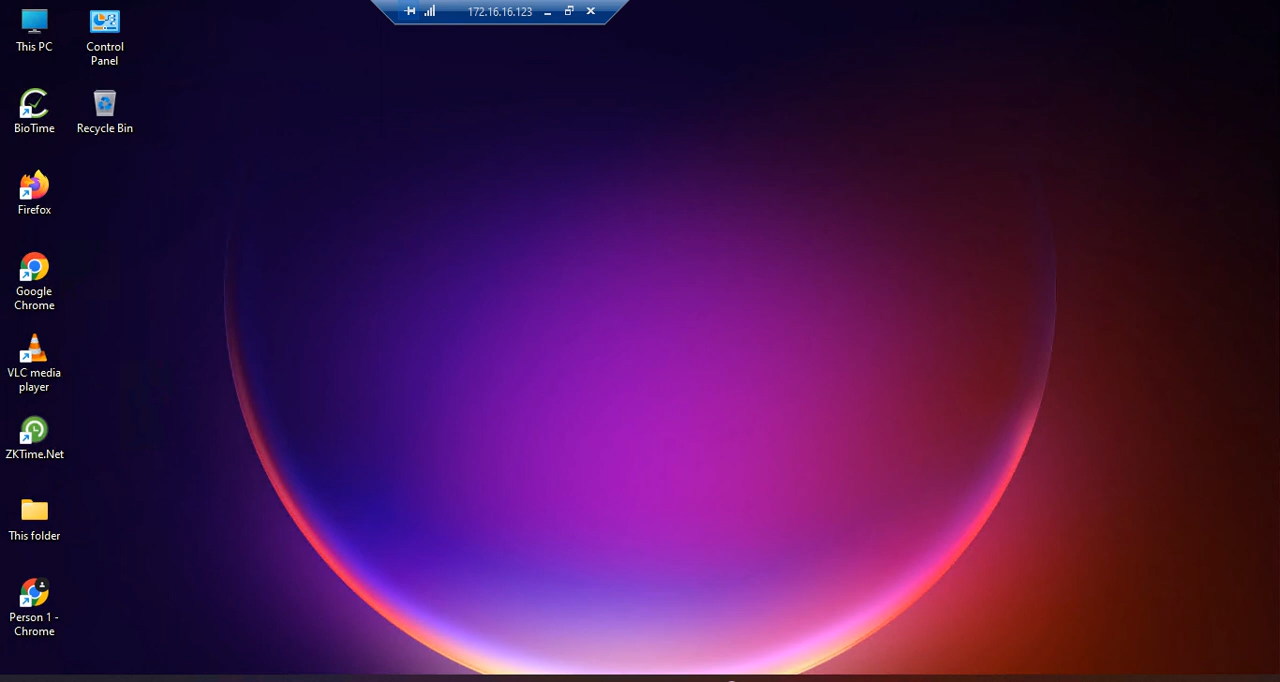 172.16.16.123
This PC
Control
Panel
BioTime
Recycle Bin
Firefox
Google
Chrome
VLC media
player
ZKTime.Net
This folder
Person 1 -
Chrome